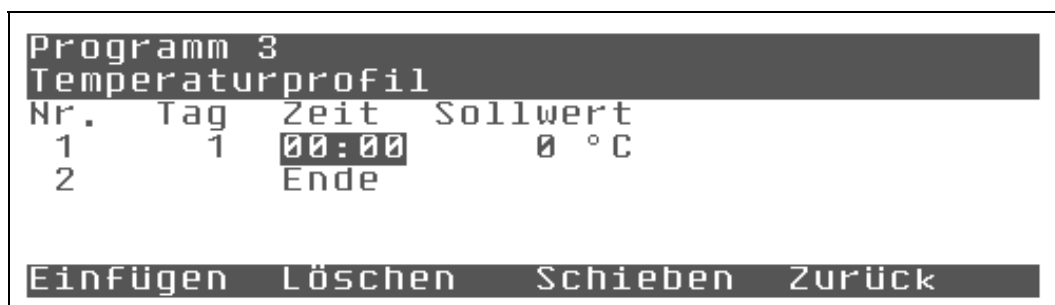 Programm 3
Temperaturprofil
Nr. Tag Zeit Sollwert
1 1 00:00 0 °C
2 Ende
Einfügen Löschen Schieben Zurück